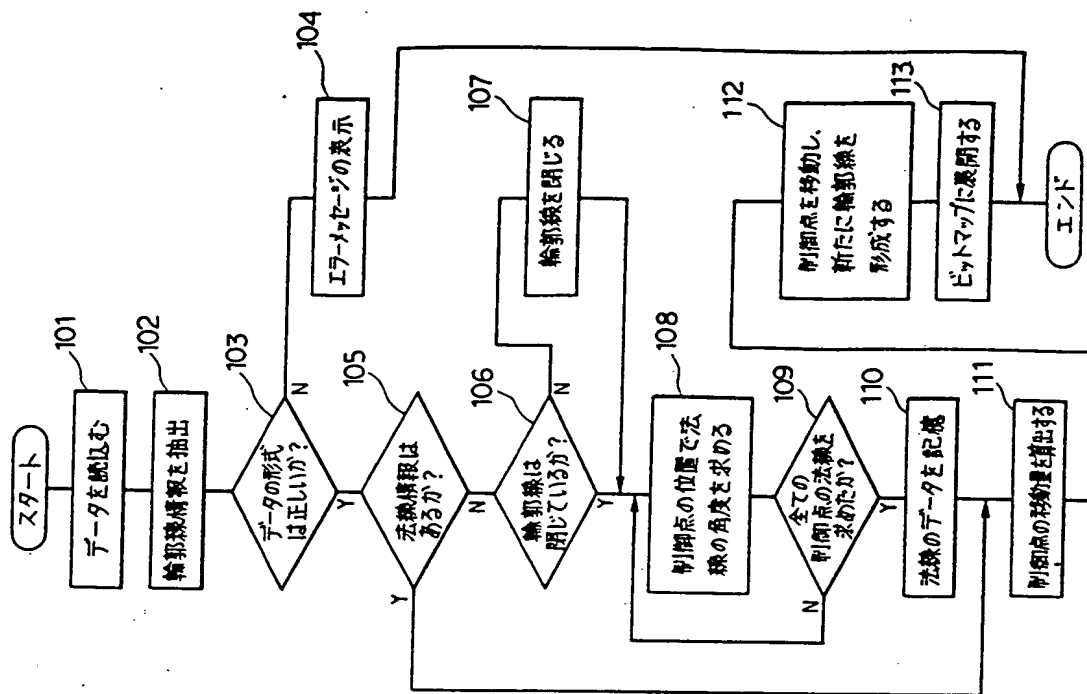 スタート
101
データを読込む
102
輪郭線情報を抽出
103
データの形式
は正しいか?
N
Y
104
エラーメッセージの表示
105
法線情報は
あるか?
Y
N
106
輪郭線は
閉じているか?
N
Y
107
輪郭線を閉じる
108
制御点の位置で法
線の角度を求める
109
全ての
制御点の法線を
求めたか?
N
Y
110
法線のデータを記憶
111
制御点の移動量を算出する
112
制御点を移動し、
新たに輪郭線を
形成する
113
ビットマップに展開する
エンド